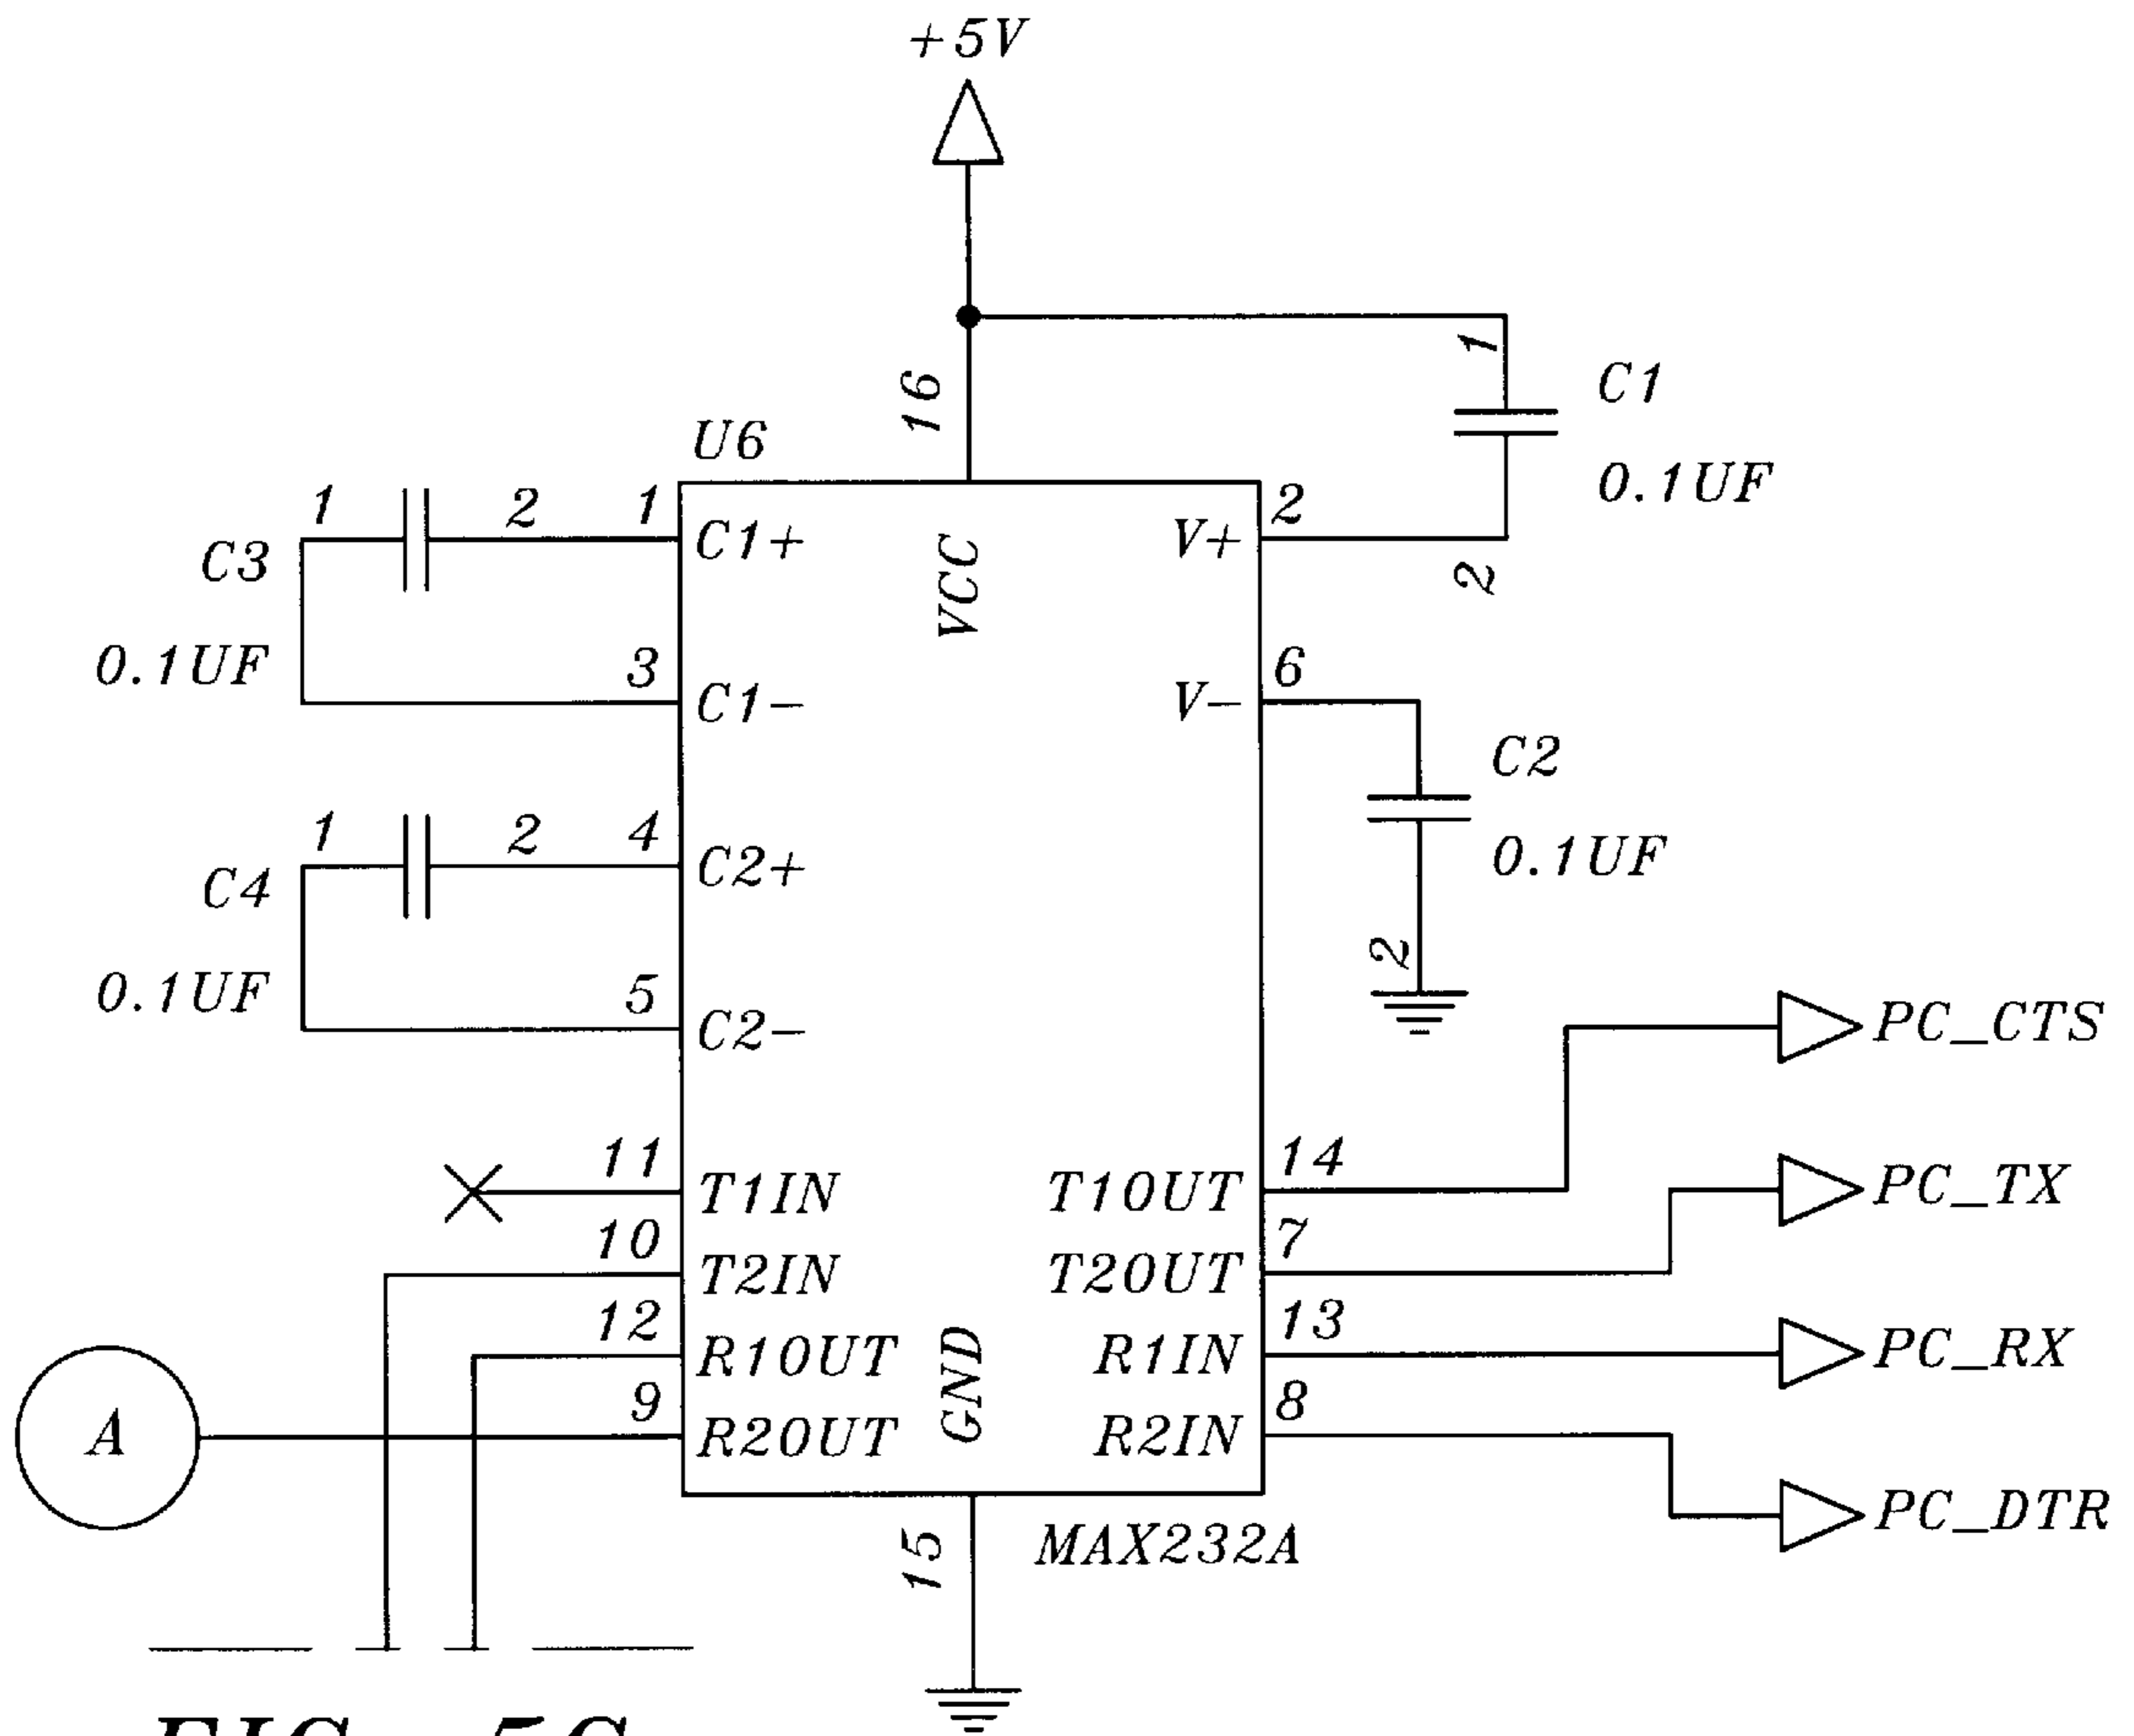 +5V
16
1
C1
0.1UF
2
U6
1 2 1
C1+
VCC
V+
2
C3
0.1UF
3
C1-
V-
6
C2
0.1UF
2
1 2 4
C2+
C4
0.1UF
5
C2-
PC_CTS
11
T1IN
T1OUT
14
PC_TX
10
T2IN
T2OUT
7
12
R1OUT
R1IN
13
PC_RX
A
9
R2OUT
GND
R2IN
8
PC_DTR
15
MAX232A
FIG. 5C